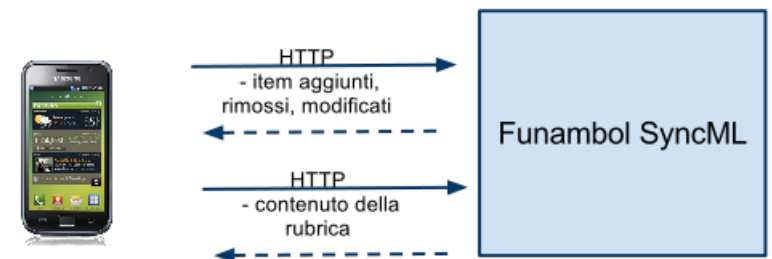 HTTP
- item aggiunti,
rimossi, modificati
HTTP
- contenuto della
rubrica
Funambol SyncML